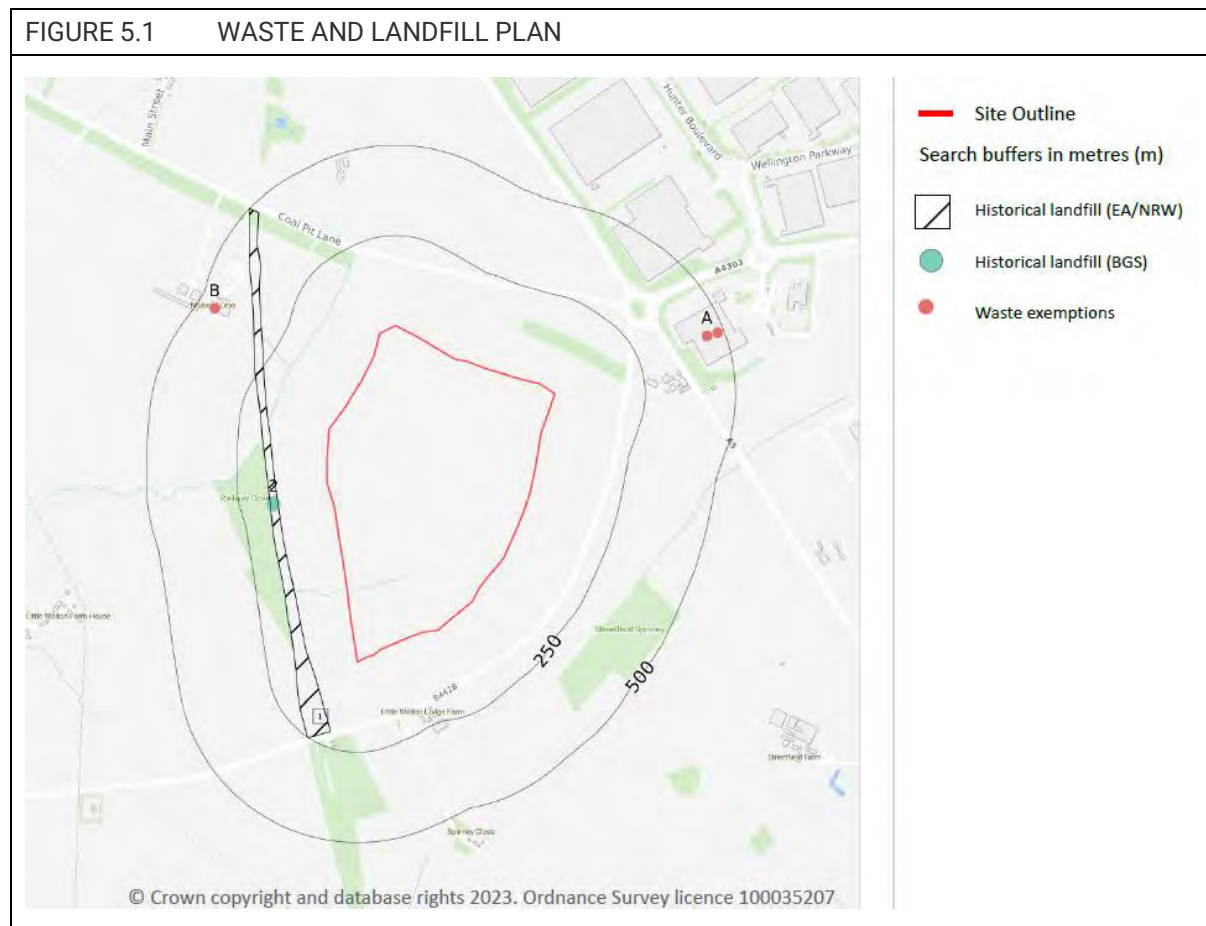 FIGURE 5.1 WASTE AND LANDFILL PLAN
Main Street
Hunter Boulevard
Wellington Parkway
Coal Pit Lane
A4303
B
A
A5
2
Little Walton Farm House
Streetfield Spinney
250
500
B4428
1
Little Walton Lodge Farm
Streetfield Farm
Spinney Close
© Crown copyright and database rights 2023. Ordnance Survey licence 100035207
Site Outline
Search buffers in metres (m)
Historical landfill (EA/NRW)
Historical landfill (BGS)
Waste exemptions